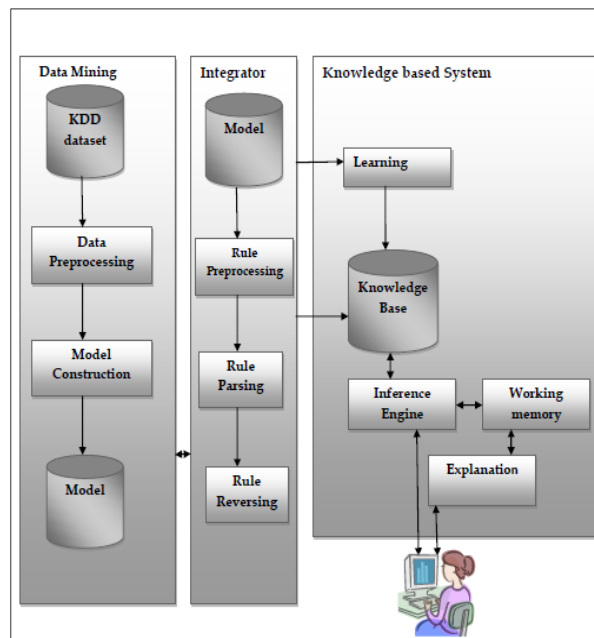 Data Mining
KDD
dataset
Data
Preprocessing
Model
Construction
Model
Integrator
Model
Rule
Preprocessing
Rule
Parsing
Rule
Reversing
Knowledge based System
Learning
Knowledge
Base
Inference
Engine
Working
memory
Explanation